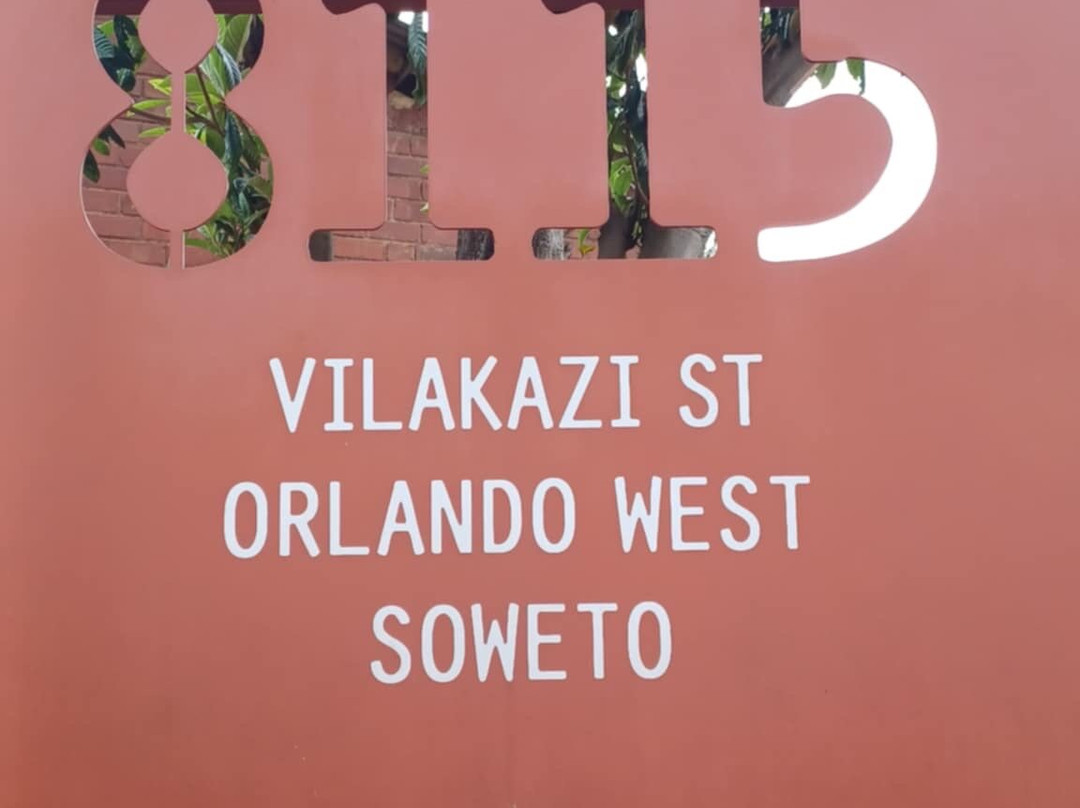 8115
VILAKAZI ST
ORLANDO WEST
SOWETO